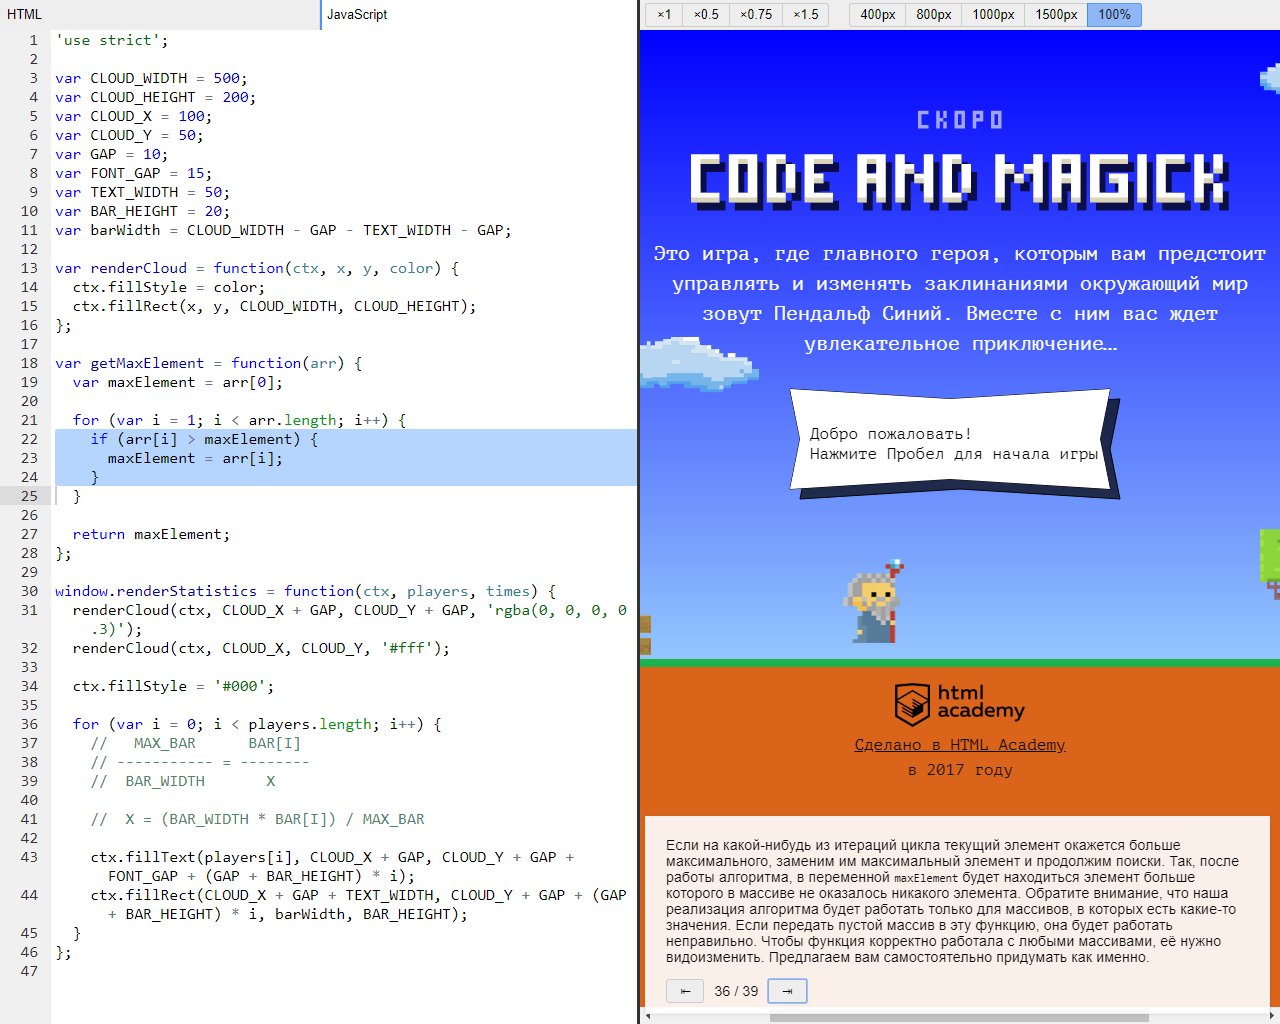 HTML
JavaScript
1 'use strict';
2
3 var CLOUD_WIDTH = 500;
4 var CLOUD_HEIGHT = 200;
5 var CLOUD_X = 100;
6 var CLOUD_Y = 50;
7 var GAP = 10;
8 var FONT_GAP = 15;
9 var TEXT_WIDTH = 50;
10 var BAR_HEIGHT = 20;
11 var barWidth = CLOUD_WIDTH - GAP - TEXT_WIDTH - GAP;
12
13 var renderCloud = function(ctx, x, y, color) {
14 ctx.fillStyle = color;
15 ctx.fillRect(x, y, CLOUD_WIDTH, CLOUD_HEIGHT);
16 };
17
18 var getMaxElement = function(arr) {
19 var maxElement = arr[0];
20
21 for (var i = 1; i < arr.length; i++) {
22 if (arr[i] > maxElement) {
23 maxElement = arr[i];
24 }
25 }
26
27 return maxElement;
28 };
29
30 window.renderStatistics = function(ctx, players, times) {
31 renderCloud(ctx, CLOUD_X + GAP, CLOUD_Y + GAP, 'rgba(0, 0, 0, 0
.3)');
32 renderCloud(ctx, CLOUD_X, CLOUD_Y, '#fff');
33
34 ctx.fillStyle = '#000';
35
36 for (var i = 0; i < players.length; i++) {
37 // MAX_BAR BAR[I]
38 // ----------- = --------
39 // BAR_WIDTH X
40
41 // X = (BAR_WIDTH * BAR[I]) / MAX_BAR
42
43 ctx.fillText(players[i], CLOUD_X + GAP, CLOUD_Y + GAP +
FONT_GAP + (GAP + BAR_HEIGHT) * i);
44 ctx.fillRect(CLOUD_X + GAP + TEXT_WIDTH, CLOUD_Y + GAP + (GAP
+ BAR_HEIGHT) * i, barWidth, BAR_HEIGHT);
45 }
46 };
47
×1 ×0.5 ×0.75 ×1.5 400px 800px 1000px 1500px 100%
СКОРО
CODE AND MAGICK
Это игра, где главного героя, которым вам предстоит
управлять и изменять заклинаниями окружающий мир
зовут Пендальф Синий. Вместе с ним вас ждет
увлекательное приключение…
Добро пожаловать!
Нажмите Пробел для начала игры
html
academy
Сделано в HTML Academy
в 2017 году
Если на какой-нибудь из итераций цикла текущий элемент окажется больше
максимального, заменим им максимальный элемент и продолжим поиски. Так, после
работы алгоритма, в переменной maxElement будет находиться элемент больше
которого в массиве не оказалось никакого элемента. Обратите внимание, что наша
реализация алгоритма будет работать только для массивов, в которых есть какие-то
значения. Если передать пустой массив в эту функцию, она будет работать
неправильно. Чтобы функция корректно работала с любыми массивами, её нужно
видоизменить. Предлагаем вам самостоятельно придумать как именно.
⇤ 36 / 39 ⇥